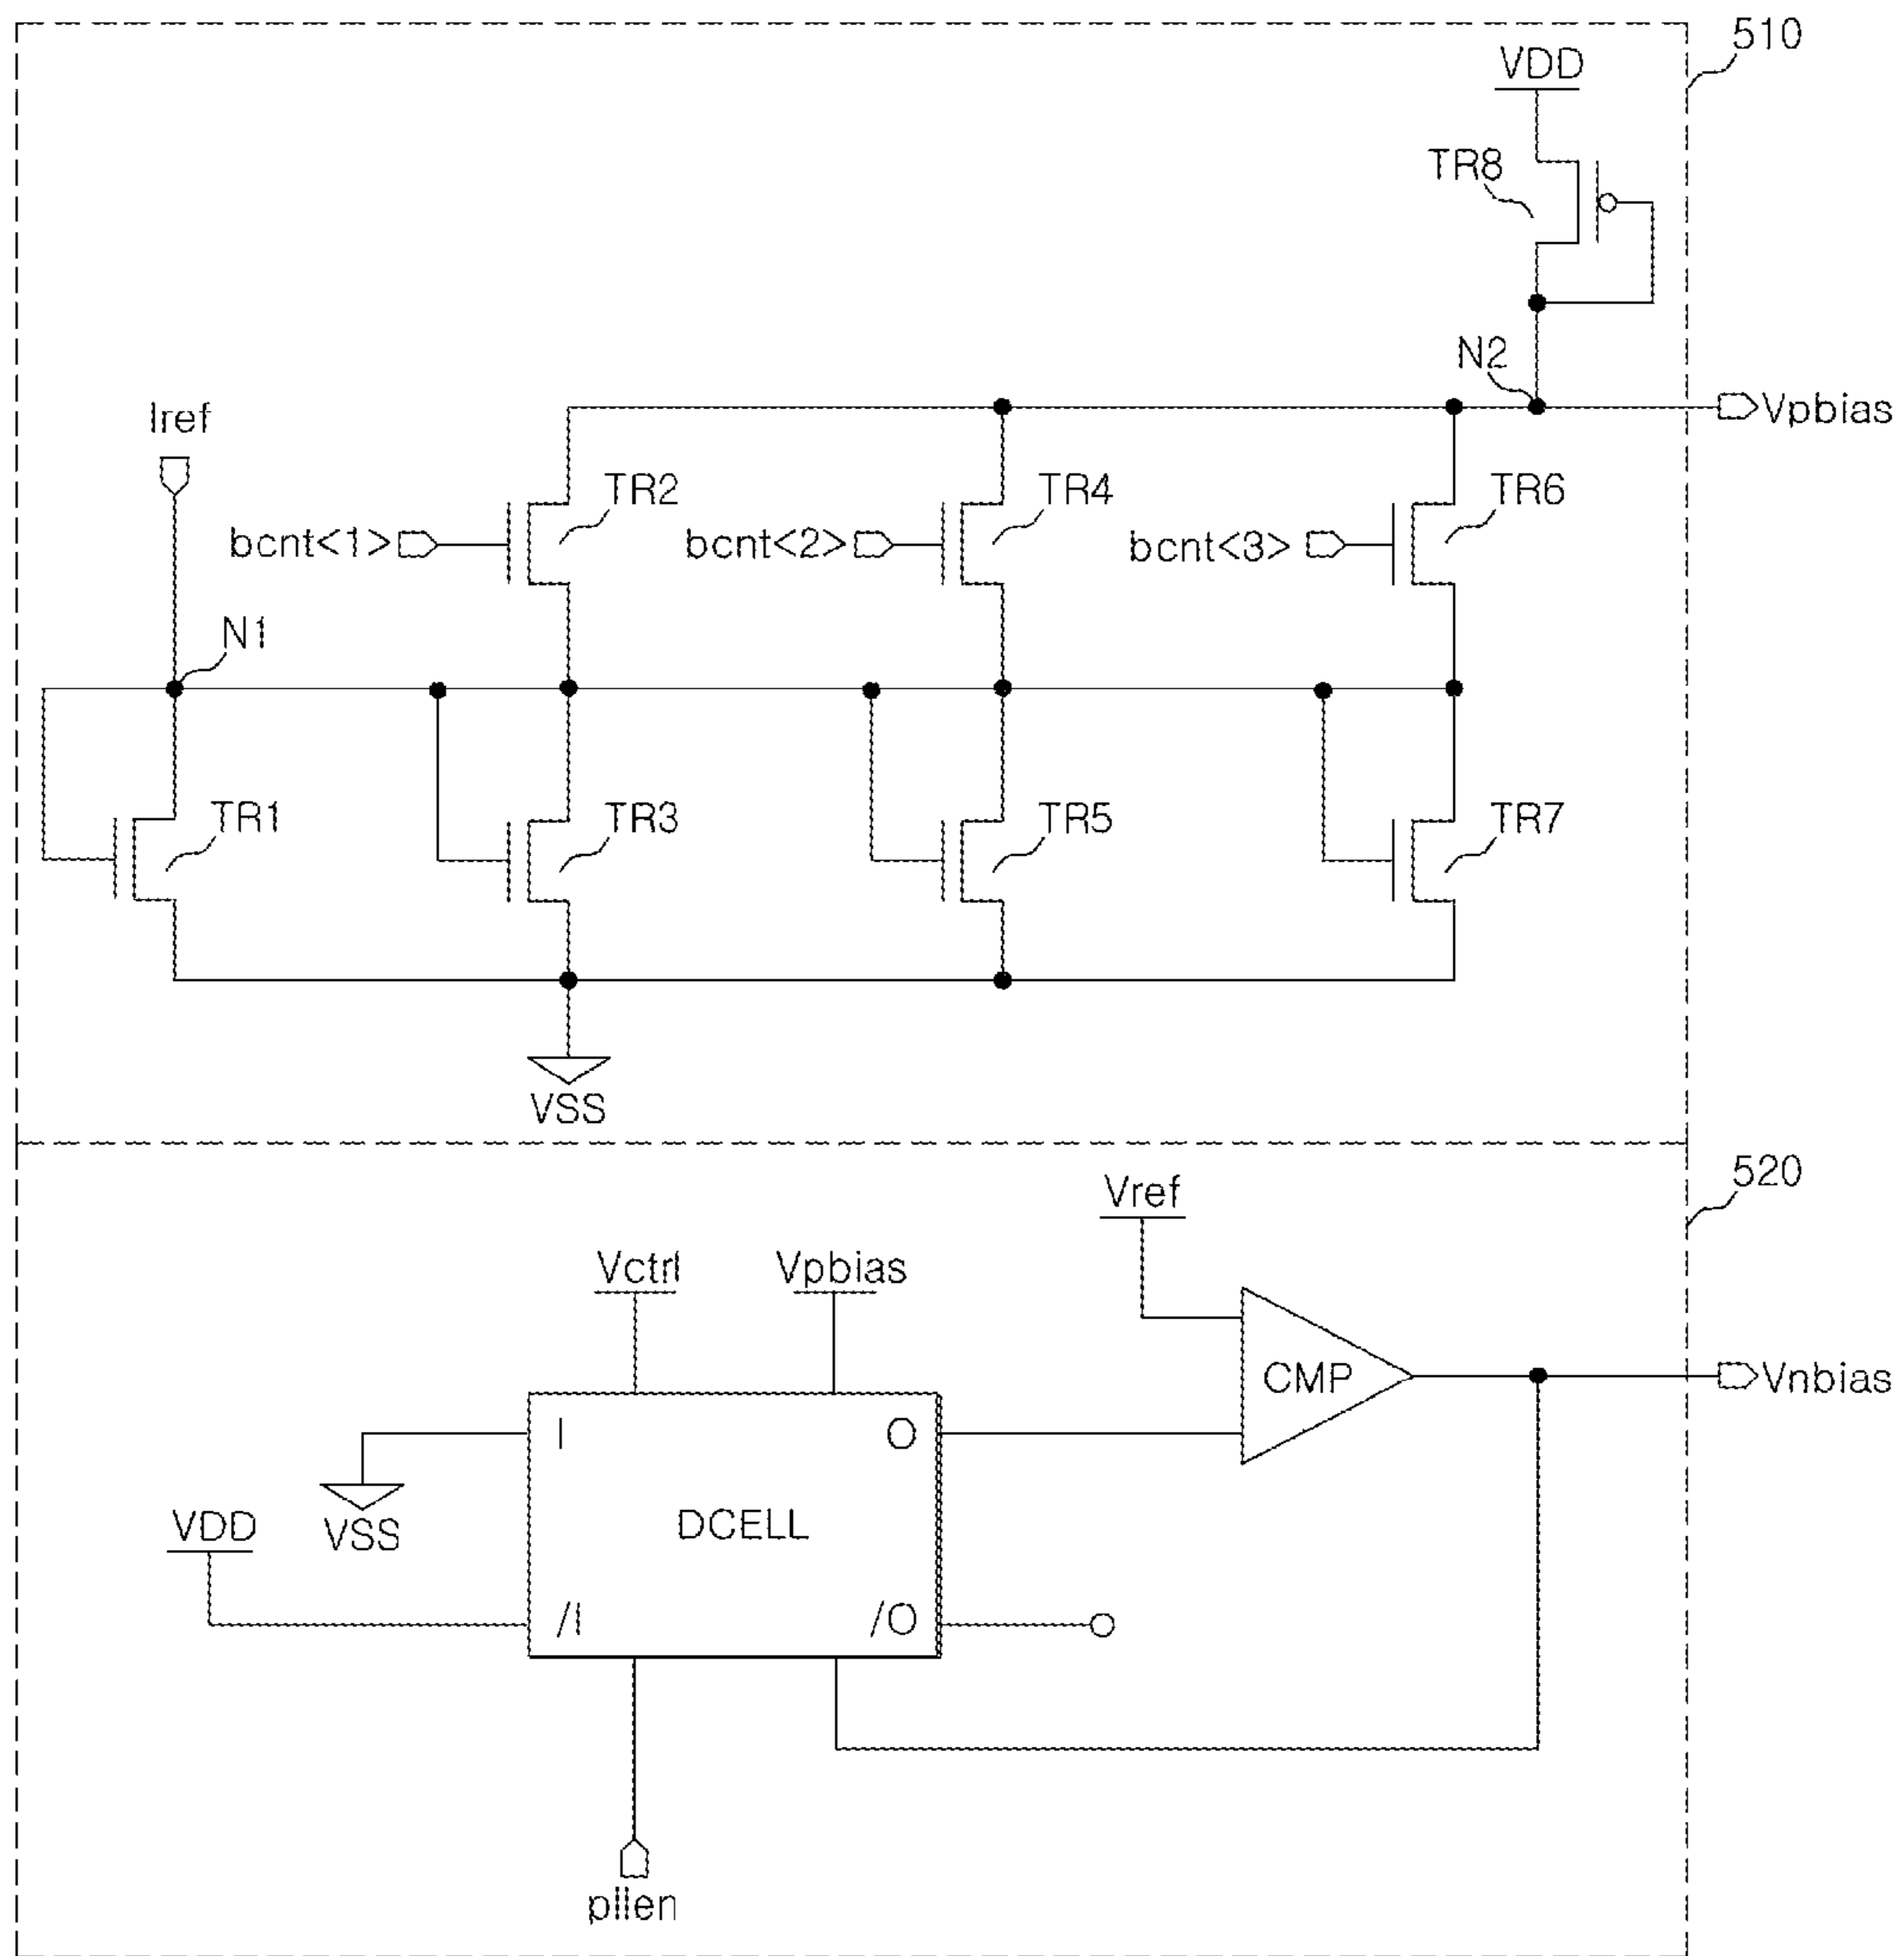 510
VDD
TR8
N2
Iref
Vpbias
TR2
TR4
TR6
bcnt<1>
bcnt<2>
bcnt<3>
N1
TR1
TR3
TR5
TR7
VSS
520
Vref
Vctrl
Vpbias
CMP
Vnbias
I
O
VDD
VSS
DCELL
/I
/O
pllen